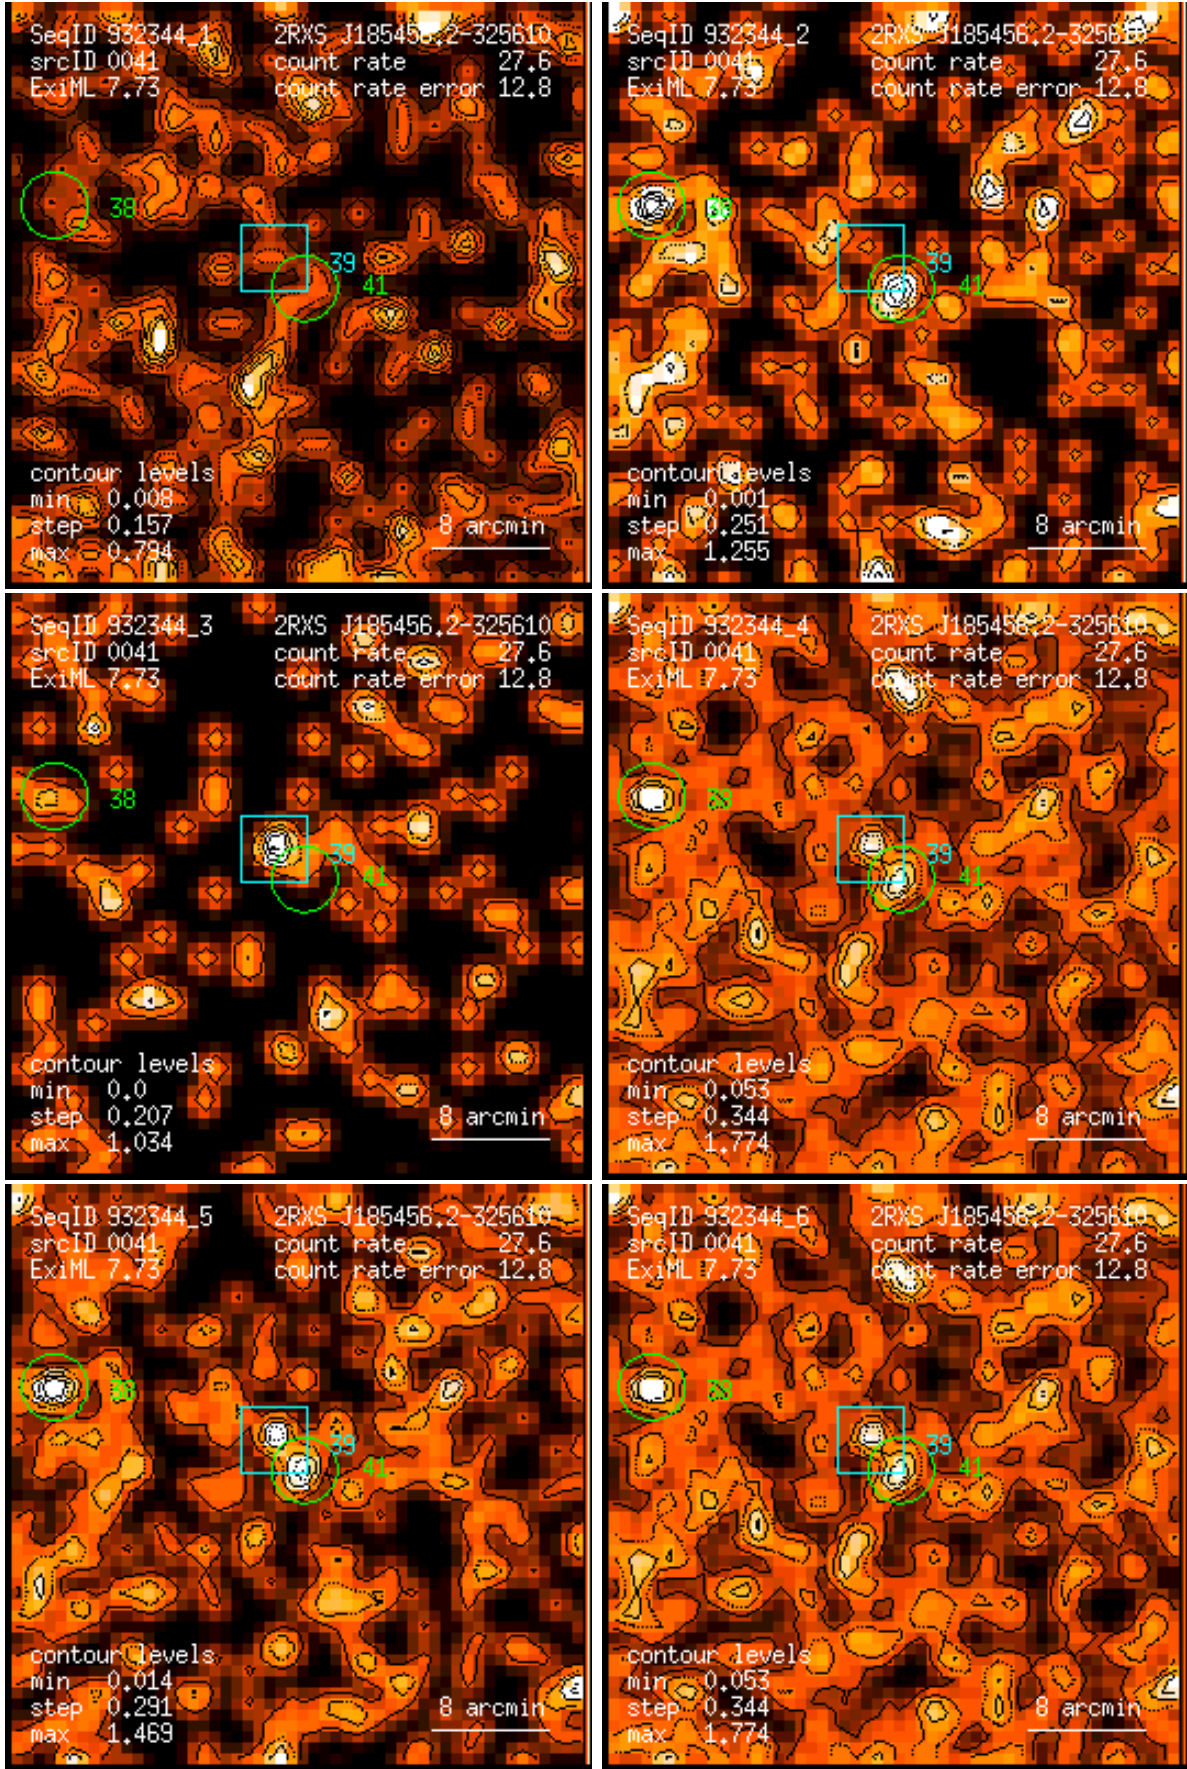 SeqID 932344_1 2RXS J185456.2-325610
srcID 0041 count rate 27.6
ExiML 7.73 count rate error 12.8
38
39
41
contour levels
min 0.008
step 0.157
max 0.794
8 arcmin
SeqID 932344_2 2RXS J185456.2-325610
srcID 0041 count rate 27.6
ExiML 7.73 count rate error 12.8
38
39
41
contour levels
min 0.001
step 0.251
max 1.255
8 arcmin
SeqID 932344_3 2RXS J185456.2-325610
srcID 0041 count rate 27.6
ExiML 7.73 count rate error 12.8
38
39
41
contour levels
min 0.0
step 0.207
max 1.034
8 arcmin
SeqID 932344_4 2RXS J185456.2-325610
srcID 0041 count rate 27.6
ExiML 7.73 count rate error 12.8
38
39
41
contour levels
min 0.053
step 0.344
max 1.774
8 arcmin
SeqID 932344_5 2RXS J185456.2-325610
srcID 0041 count rate 27.6
ExiML 7.73 count rate error 12.8
38
39
41
contour levels
min 0.014
step 0.291
max 1.469
8 arcmin
SeqID 932344_6 2RXS J185456.2-325610
srcID 0041 count rate 27.6
ExiML 7.73 count rate error 12.8
38
39
41
contour levels
min 0.053
step 0.344
max 1.774
8 arcmin